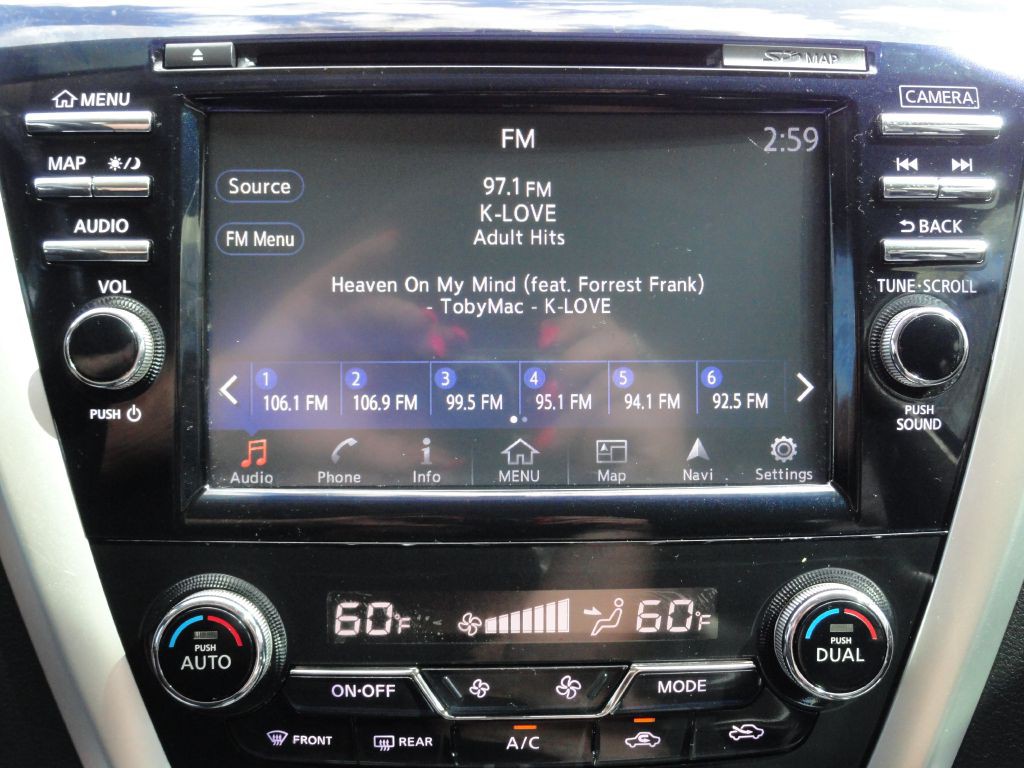 SD MAP
MENU
CAMERA
FM
2:59
MAP
Source
97.1 FM
K-LOVE
AUDIO
FM Menu
Adult Hits
BACK
VOL
Heaven On My Mind (feat. Forrest Frank)
- TobyMac - K-LOVE
TUNE·SCROLL
1 2 3 4 5 6
106.1 FM 106.9 FM 99.5 FM 95.1 FM 94.1 FM 92.5 FM
PUSH
PUSH
SOUND
Audio Phone Info MENU Map Navi Settings
60°F 60°F
PUSH
AUTO
PUSH
DUAL
ON·OFF
MODE
FRONT REAR A/C